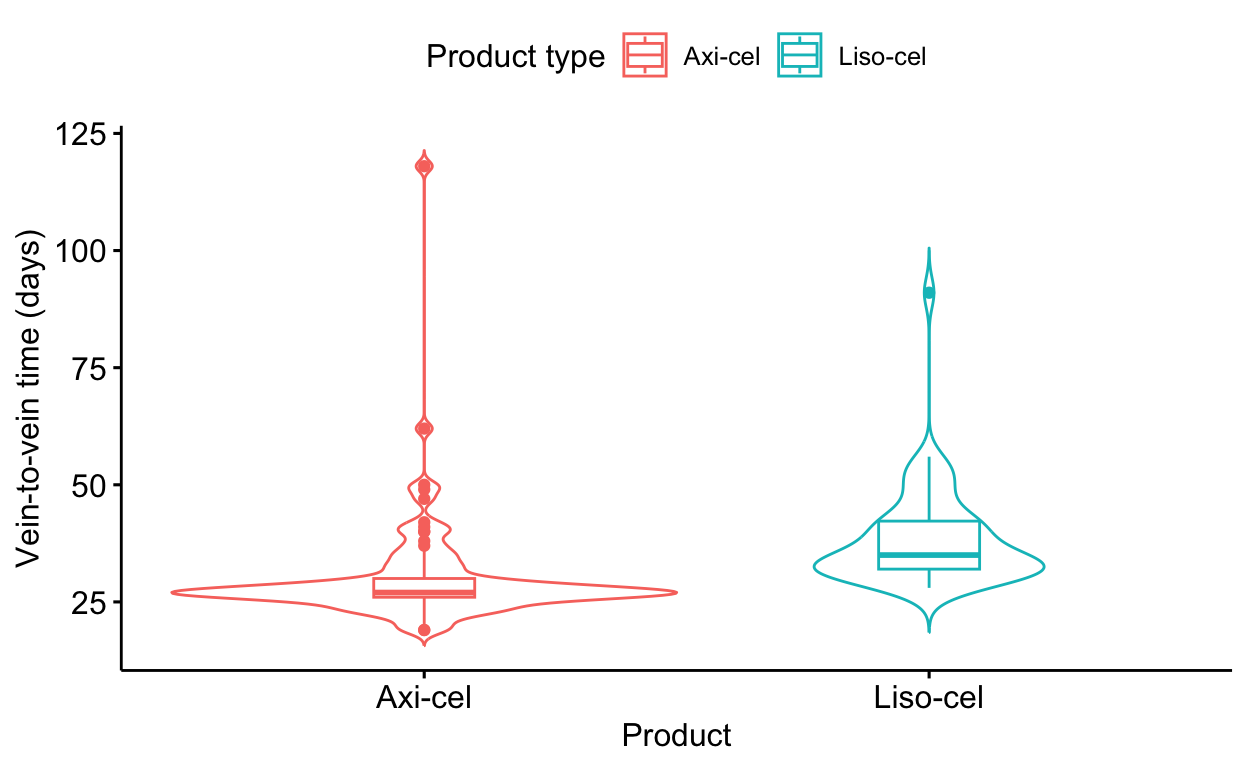 Product type Axi-cel Liso-cel
125
100
75
50
25
Vein-to-vein time (days)
Axi-cel Liso-cel
Product